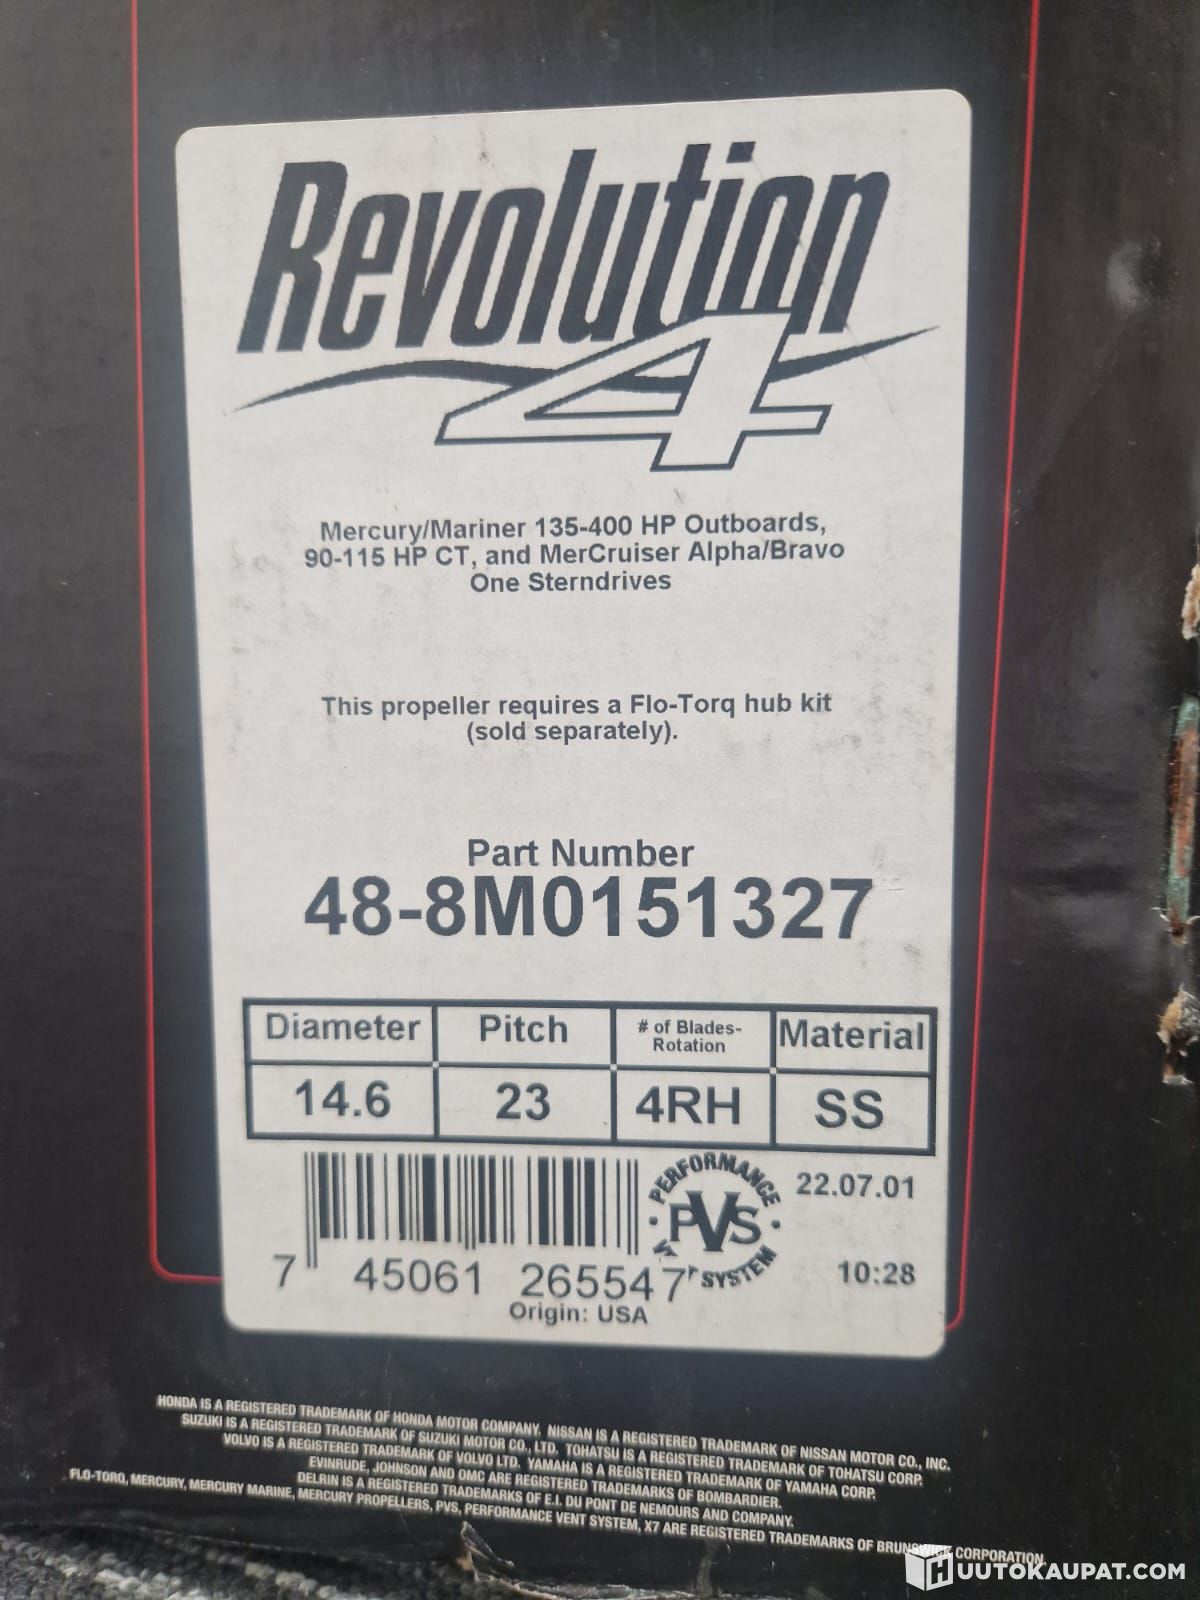 Revolution
4
Mercury/Mariner 135-400 HP Outboards,
90-115 HP CT, and MerCruiser Alpha/Bravo
One Sterndrives
This propeller requires a Flo-Torq hub kit
(sold separately).
Part Number
48-8M0151327
Diameter Pitch # of Blades- Material
Rotation
14.6 23 4RH SS
PERFORMANCE
PVS
SYSTEM
22.07.01
10:28
7 45061 26554 7
Origin: USA
HONDA IS A REGISTERED TRADEMARK OF HONDA MOTOR COMPANY, NISSAN IS A REGISTERED TRADEMARK OF NISSAN MOTOR CO., INC.
SUZUKI IS A REGISTERED TRADEMARK OF SUZUKI MOTOR CO., LTD. TOHATSU IS A REGISTERED TRADEMARK OF TOHATSU CORP.
VOLVO IS A REGISTERED TRADEMARK OF VOLVO LTD. YAMAHA IS A REGISTERED TRADEMARK OF YAMAHA CORP.
EVINRUDE, JOHNSON AND OMC ARE REGISTERED TRADEMARKS OF BOMBARDIER.
DELRIN IS A REGISTERED TRADEMARKS OF E.I. DU PONT DE NEMOURS AND COMPANY.
FLO-TORQ, MERCURY, MERCURY MARINE, MERCURY PROPELLERS, PVS, PERFORMANCE VENT SYSTEM, X7 ARE REGISTERED TRADEMARKS OF BRUNSWICK CORPORATION.
HUUTOKAUPAT.COM